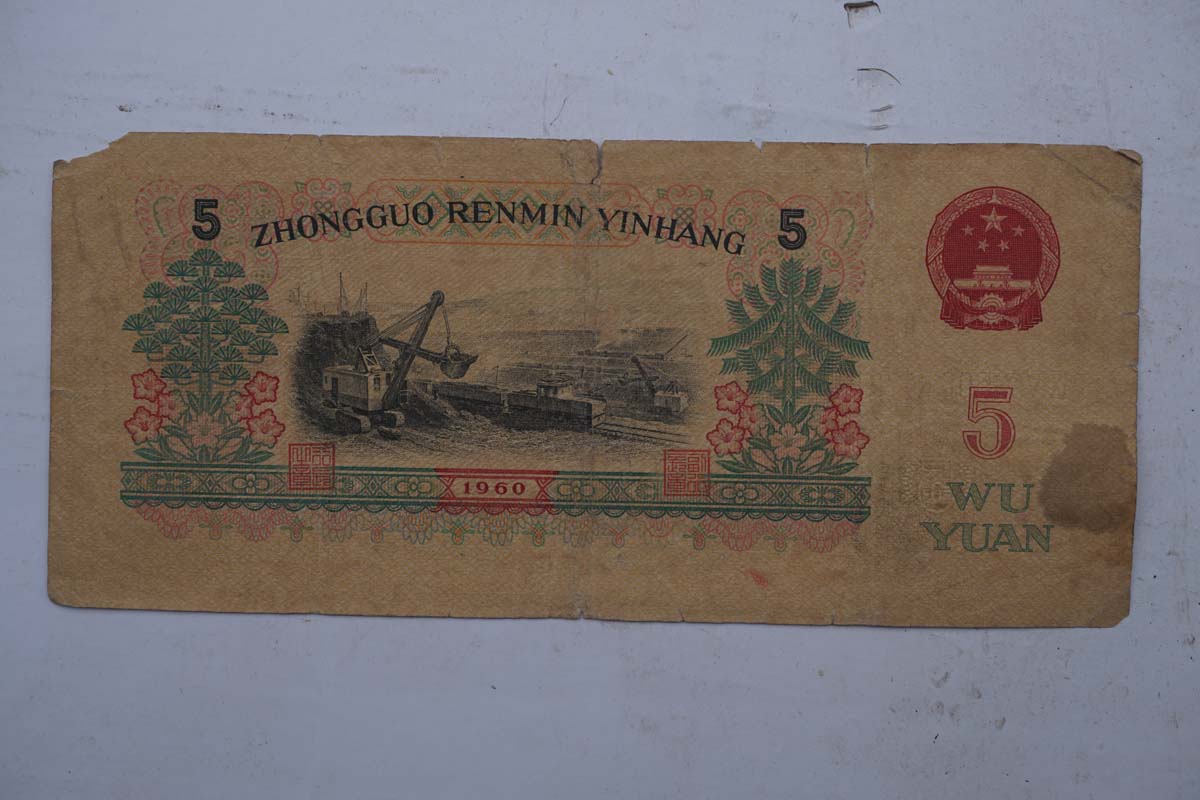 5 ZHONGGUO RENMIN YINHANG 5
1960
5
WU
YUAN